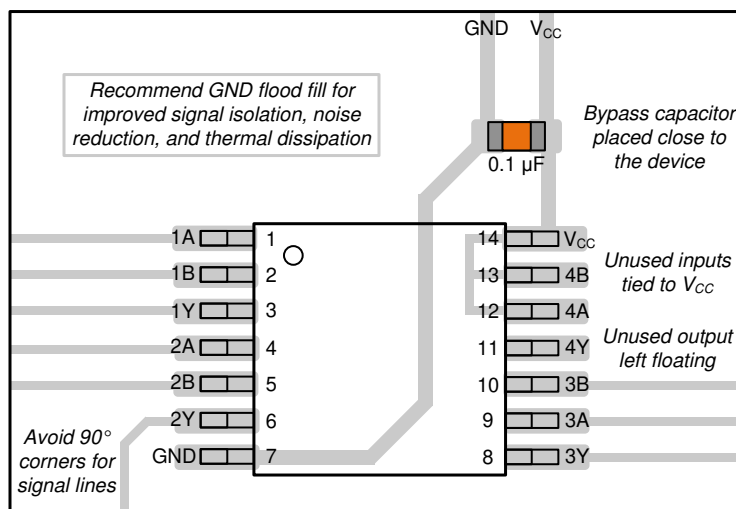 GND V_CC
Recommend GND flood fill for
improved signal isolation, noise
reduction, and thermal dissipation
Bypass capacitor
placed close to
the device
0.1 µF
1A 1 14 V_CC
1B 2 13 4B
1Y 3 12 4A
2A 4 11 4Y
2B 5 10 3B
2Y 6 9 3A
GND 7 8 3Y
Unused inputs
tied to V_CC
Unused output
left floating
Avoid 90°
corners for
signal lines